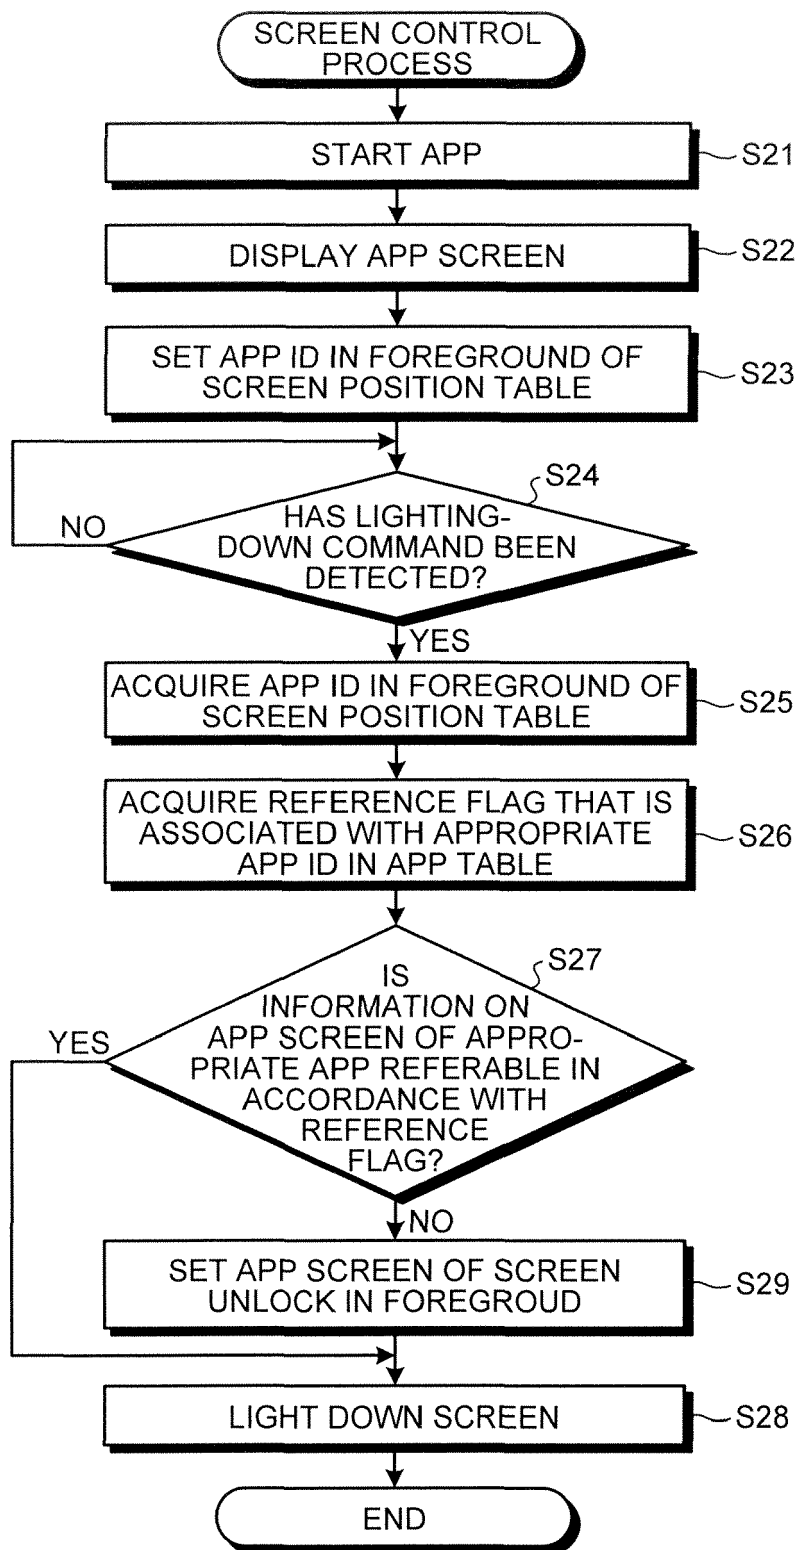 SCREEN CONTROL
PROCESS
START APP
S21
DISPLAY APP SCREEN
S22
SET APP ID IN FOREGROUND OF
SCREEN POSITION TABLE
S23
S24
HAS LIGHTING-
DOWN COMMAND BEEN
DETECTED?
NO
YES
ACQUIRE APP ID IN FOREGROUND OF
SCREEN POSITION TABLE
S25
ACQUIRE REFERENCE FLAG THAT IS
ASSOCIATED WITH APPROPRIATE
APP ID IN APP TABLE
S26
S27
IS
INFORMATION ON
APP SCREEN OF APPRO-
PRIATE APP REFERABLE IN
ACCORDANCE WITH
REFERENCE
FLAG?
YES
NO
SET APP SCREEN OF SCREEN
UNLOCK IN FOREGROUD
S29
LIGHT DOWN SCREEN
S28
END